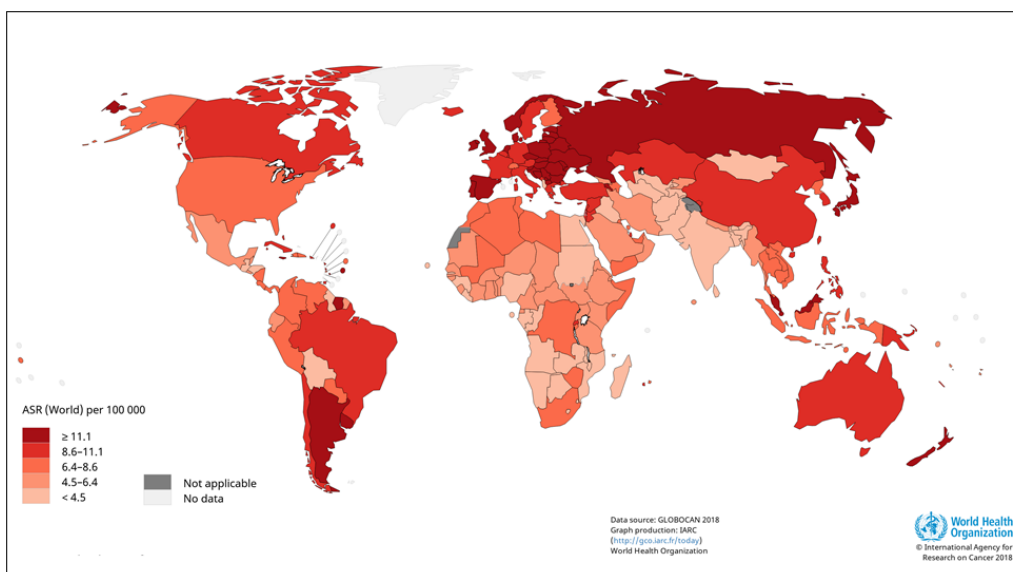 ASR (World) per 100 000
≥ 11.1
8.6–11.1
6.4–8.6
4.5–6.4
< 4.5
Not applicable
No data
Data source: GLOBOCAN 2018
Graph production: IARC
(http://gco.iarc.fr/today)
World Health Organization
World Health
Organization
© International Agency for
Research on Cancer 2018